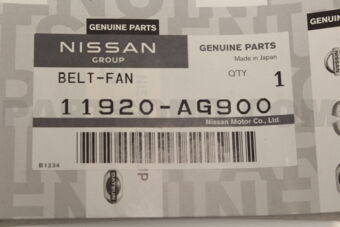 GENUINE PARTS
NISSAN
GROUP
GENUINE PARTS
Made in Japan
BELT-FAN
Q'TY
1
11920-AG900
Nissan Motor Co., Ltd.
B1234
NISSAN